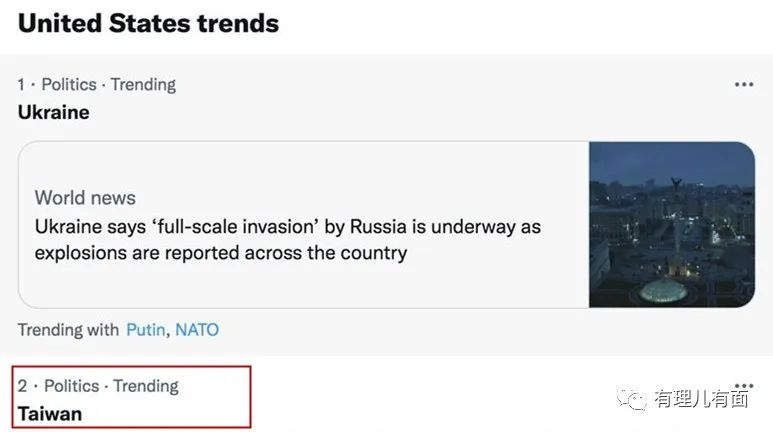 United States trends
1 · Politics · Trending
Ukraine
World news
Ukraine says ‘full-scale invasion’ by Russia is underway as
explosions are reported across the country
Trending with Putin, NATO
2 · Politics · Trending
Taiwan
有理儿有面